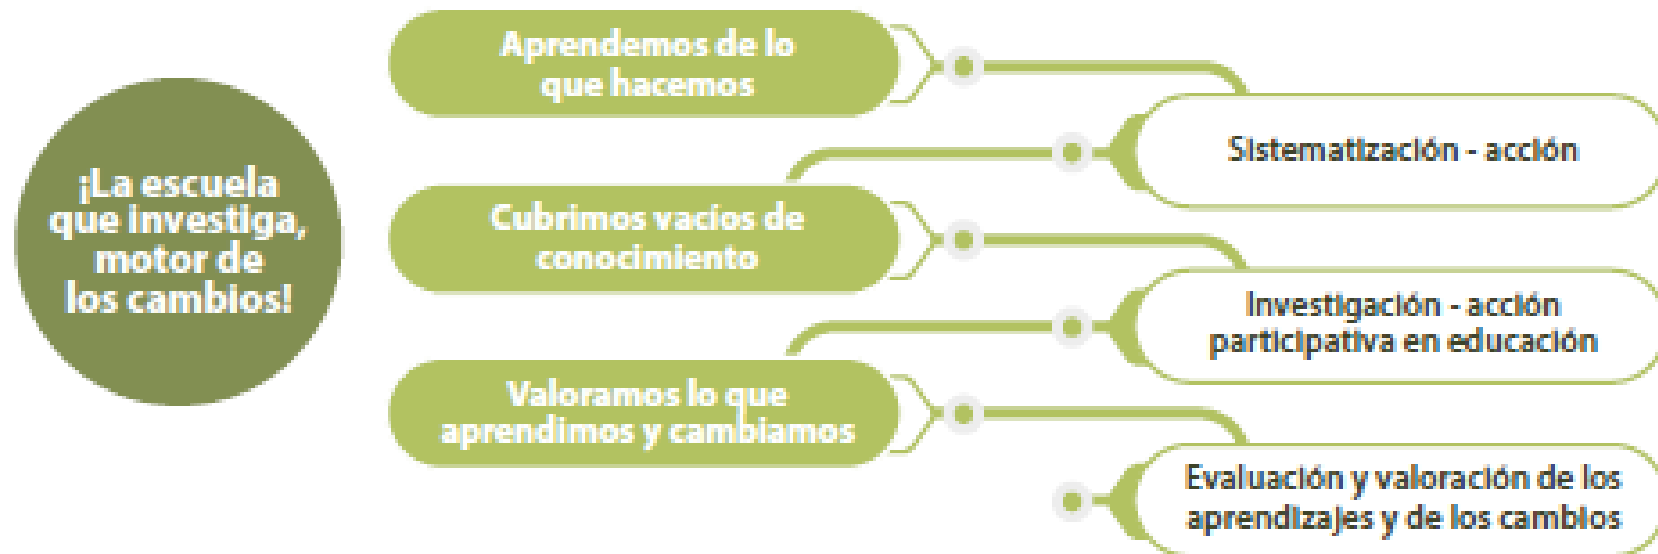 ¡La escuela
que investiga,
motor de
los cambios!
Aprendemos de lo
que hacemos
Sistematización - acción
Cubrimos vacíos de
conocimiento
Investigación - acción
participativa en educación
Valoramos lo que
aprendimos y cambiamos
Evaluación y valoración de los
aprendizajes y de los cambios